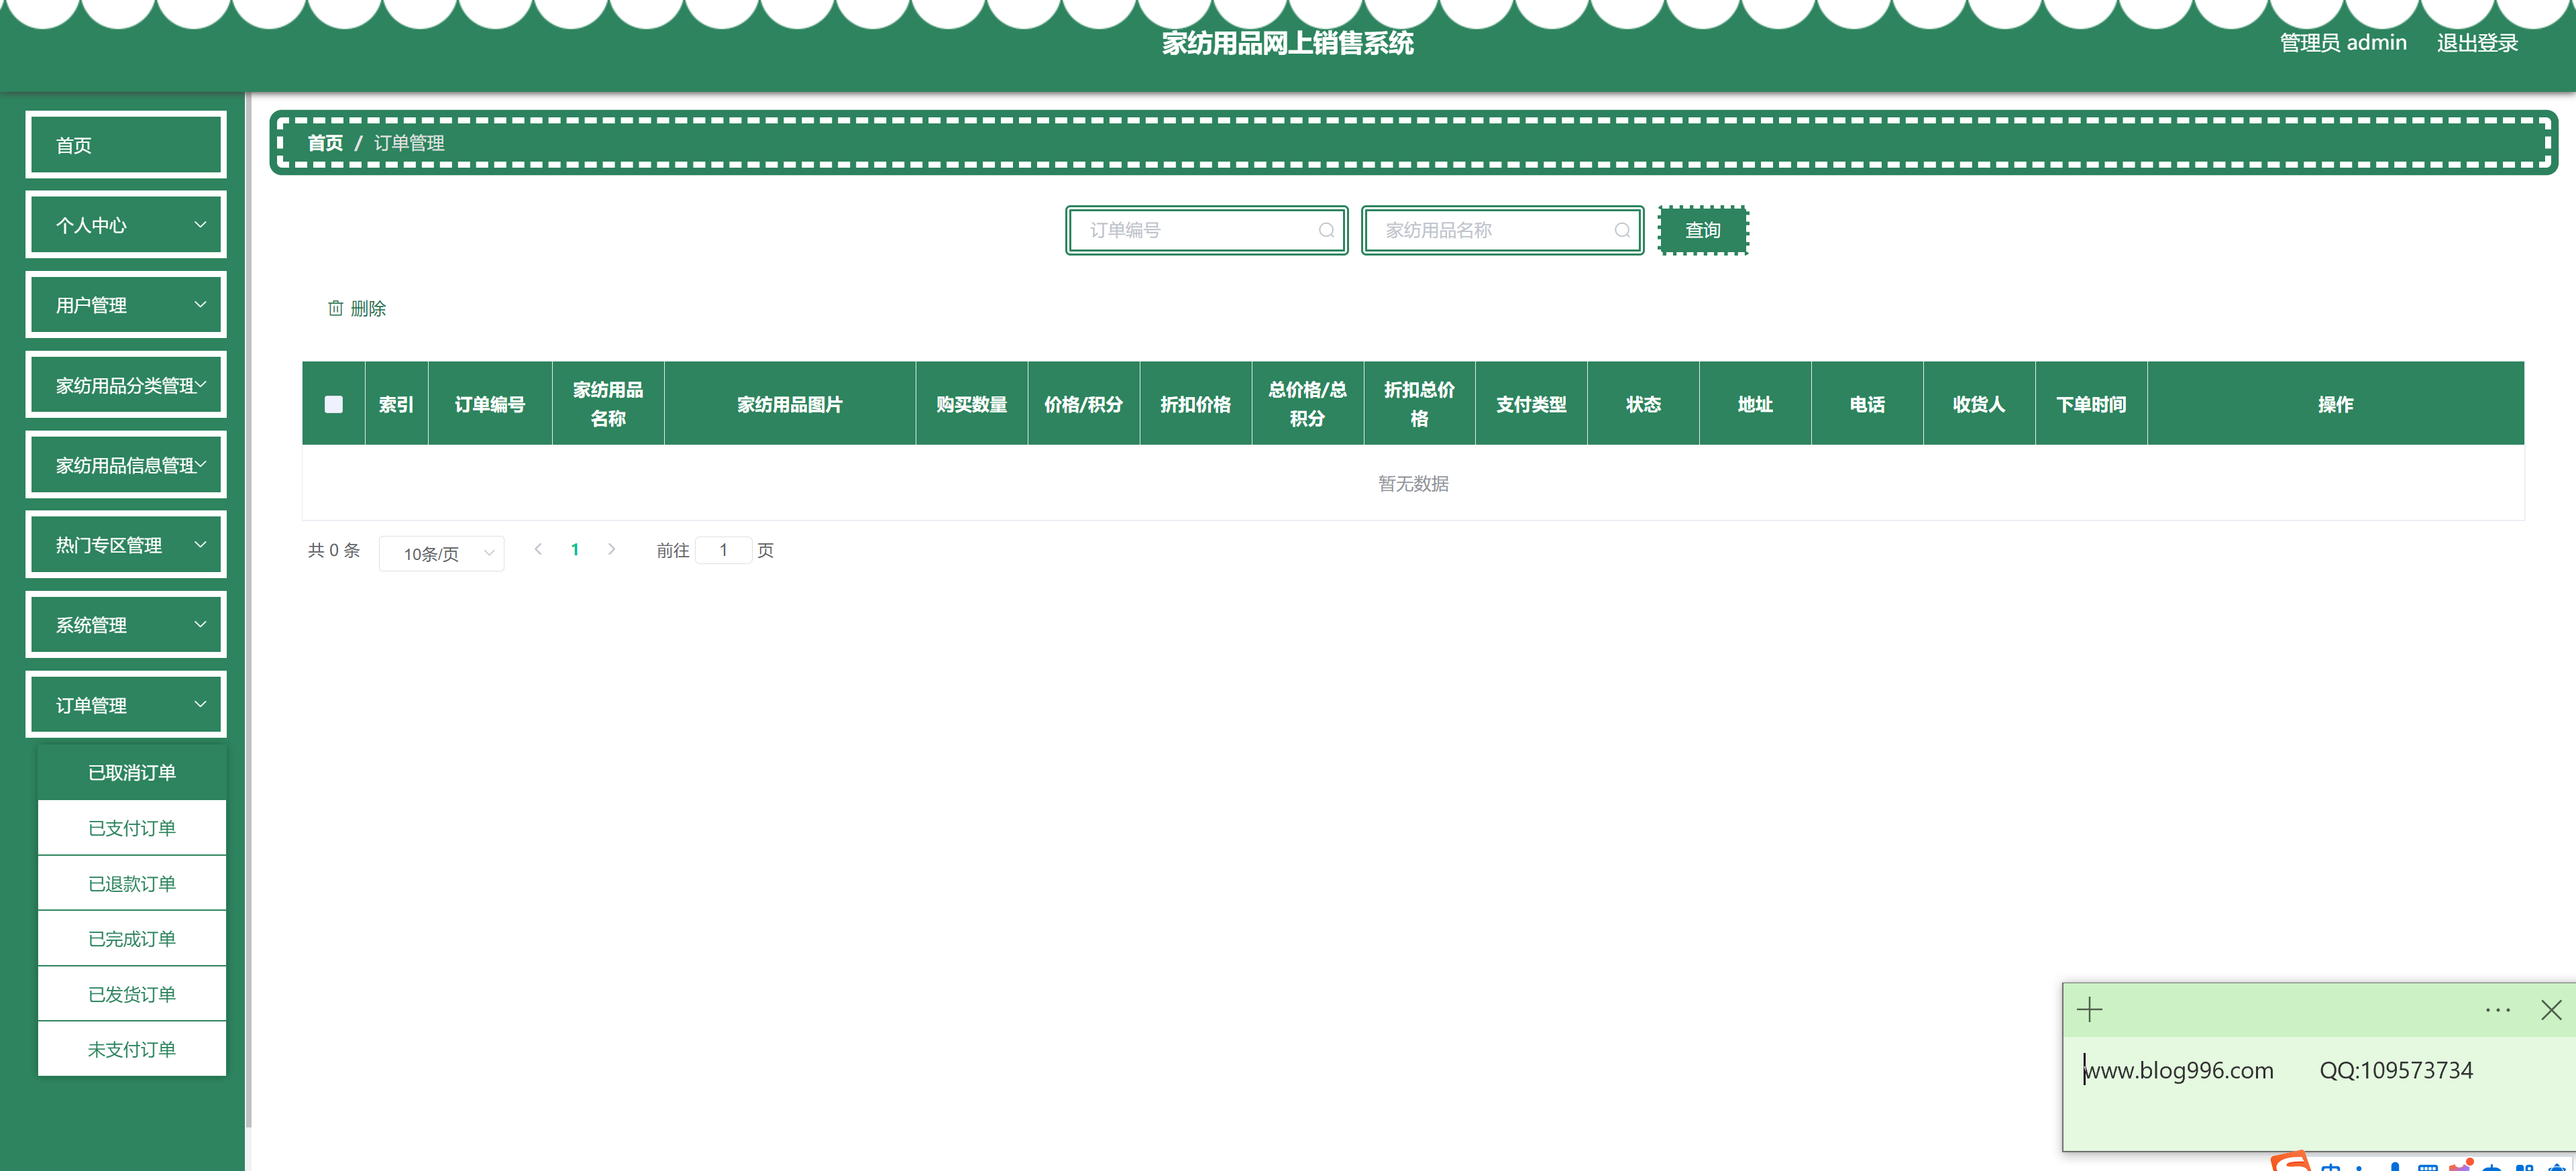 家纺用品网上销售系统
管理员 admin
退出登录
首页
个人中心
用户管理
家纺用品分类管理
家纺用品信息管理
热门专区管理
系统管理
订单管理
已取消订单
已支付订单
已退款订单
已完成订单
已发货订单
未支付订单
首页 / 订单管理
订单编号
家纺用品名称
查询
删除
索引
订单编号
家纺用品
名称
家纺用品图片
购买数量
价格/积分
折扣价格
总价格/总
积分
折扣总价
格
支付类型
状态
地址
电话
收货人
下单时间
操作
暂无数据
共 0 条
10条/页
1
前往 1 页
www.blog996.com QQ:109573734